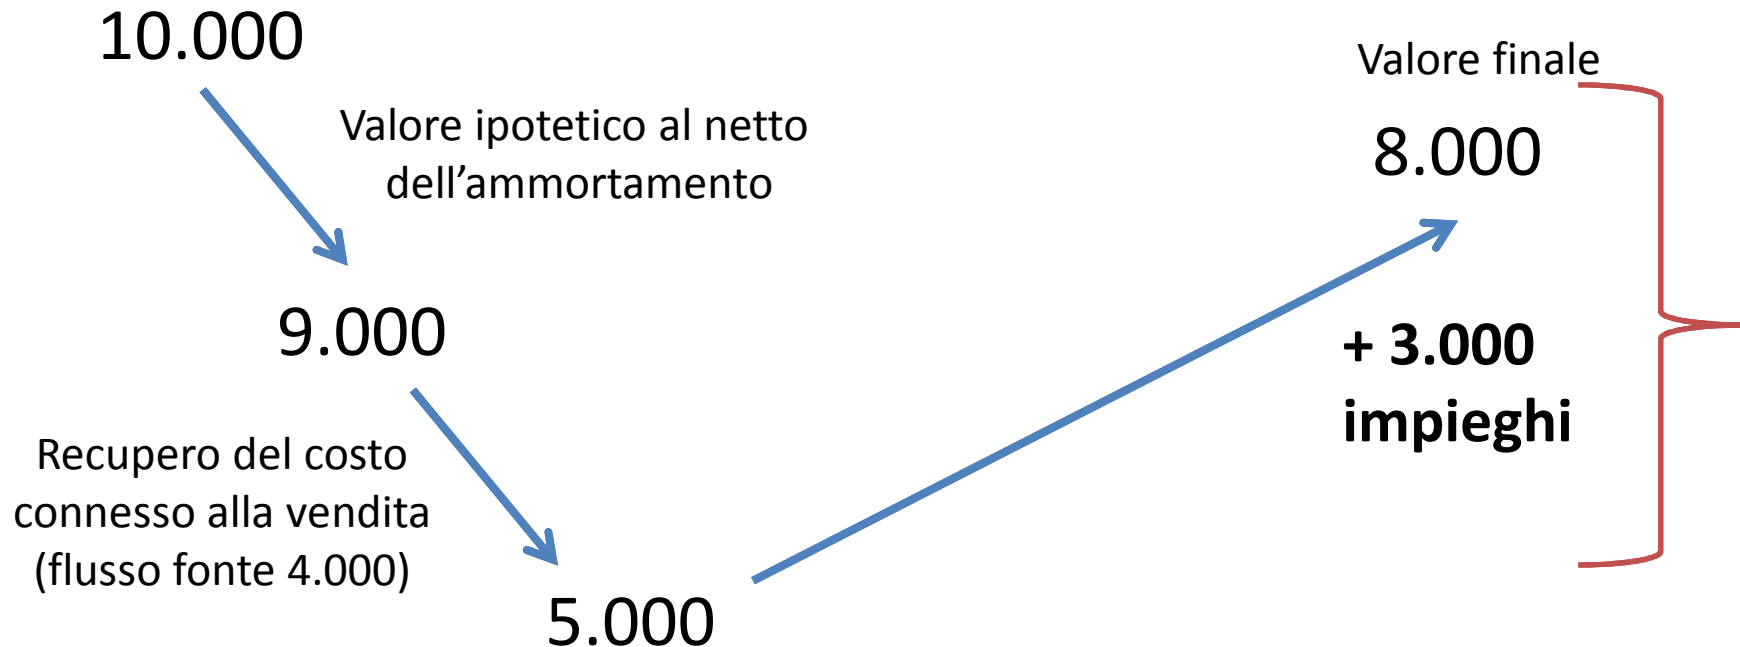 10.000
Valore ipotetico al netto
dell’ammortamento
9.000
Recupero del costo
connesso alla vendita
(flusso fonte 4.000)
5.000
Valore finale
8.000
+ 3.000
impieghi